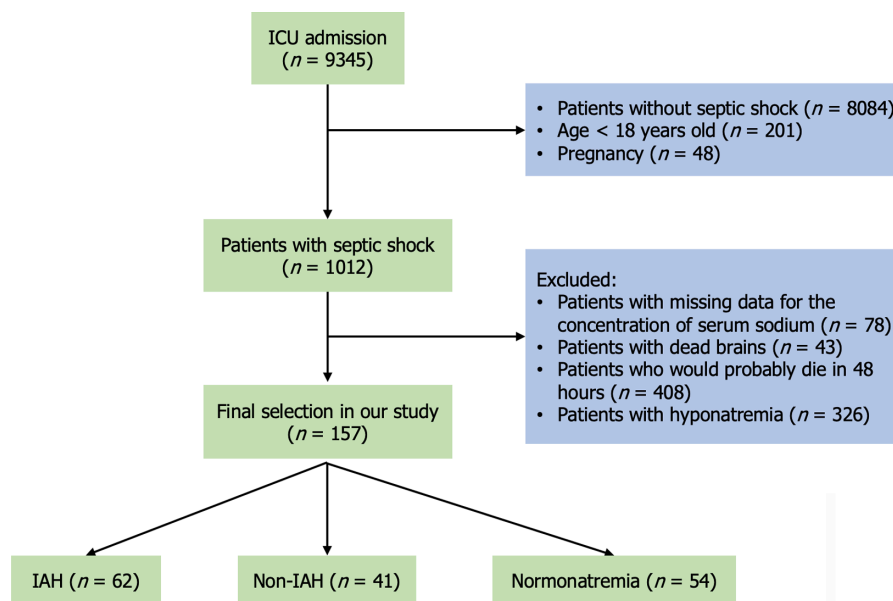 ICU admission
(n = 9345)
• Patients without septic shock (n = 8084)
• Age < 18 years old (n = 201)
• Pregnancy (n = 48)
Patients with septic shock
(n = 1012)
Excluded:
• Patients with missing data for the
concentration of serum sodium (n = 78)
• Patients with dead brains (n = 43)
• Patients who would probably die in 48
hours (n = 408)
• Patients with hyponatremia (n = 326)
Final selection in our study
(n = 157)
IAH (n = 62)
Non-IAH (n = 41)
Normonatremia (n = 54)